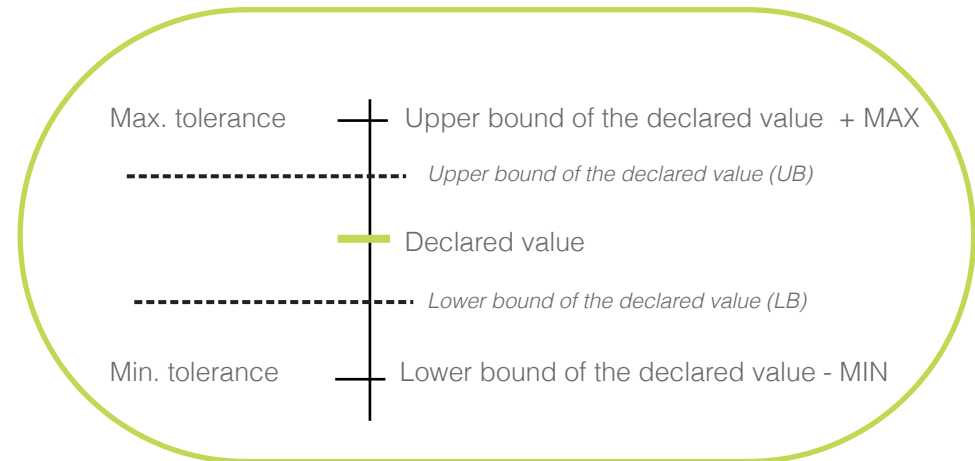 Max. tolerance Upper bound of the declared value + MAX
Upper bound of the declared value (UB)
Declared value
Lower bound of the declared value (LB)
Min. tolerance Lower bound of the declared value - MIN